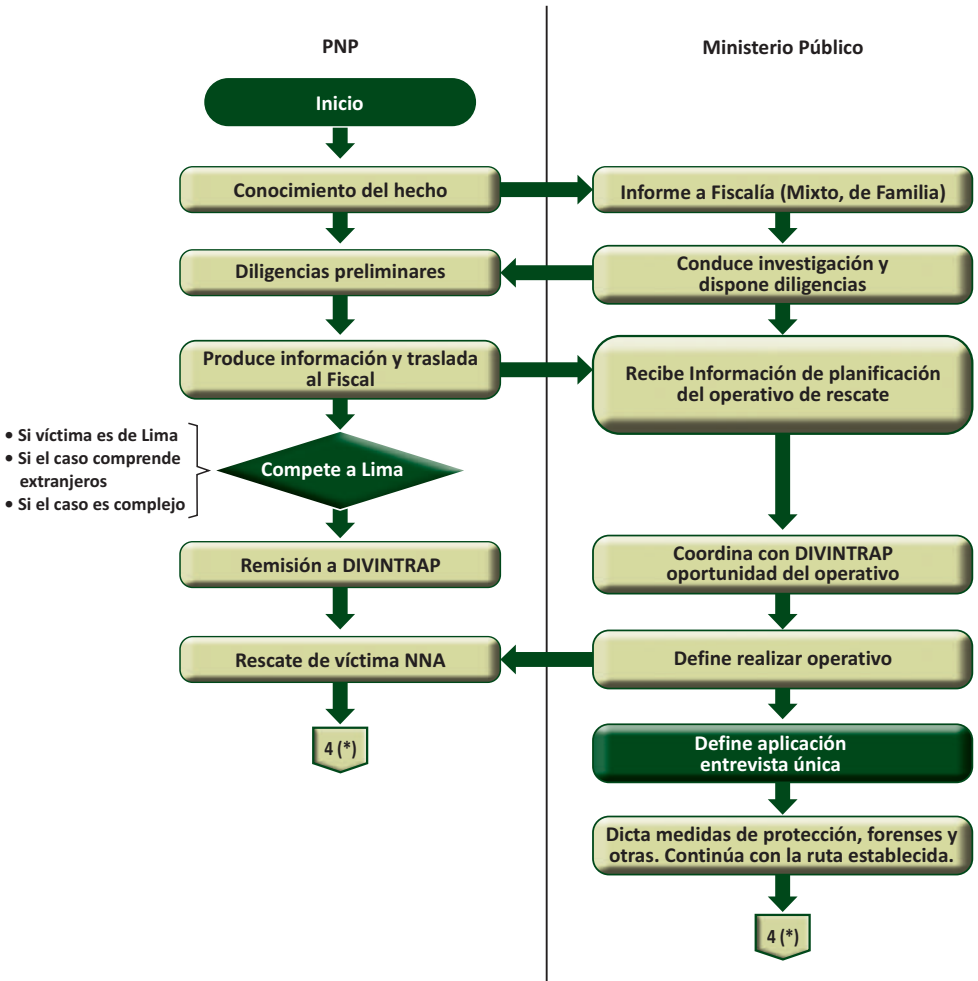 PNP
Ministerio Público
Inicio
Conocimiento del hecho
Informe a Fiscalía (Mixto, de Familia)
Diligencias preliminares
Conduce investigación y
dispone diligencias
Produce información y traslada
al Fiscal
Recibe Información de planificación
del operativo de rescate
• Si víctima es de Lima
• Si el caso comprende
extranjeros
• Si el caso es complejo
Compete a Lima
Remisión a DIVINTRAP
Coordina con DIVINTRAP
oportunidad del operativo
Rescate de víctima NNA
Define realizar operativo
4 (*)
Define aplicación
entrevista única
Dicta medidas de protección, forenses y
otras. Continúa con la ruta establecida.
4 (*)